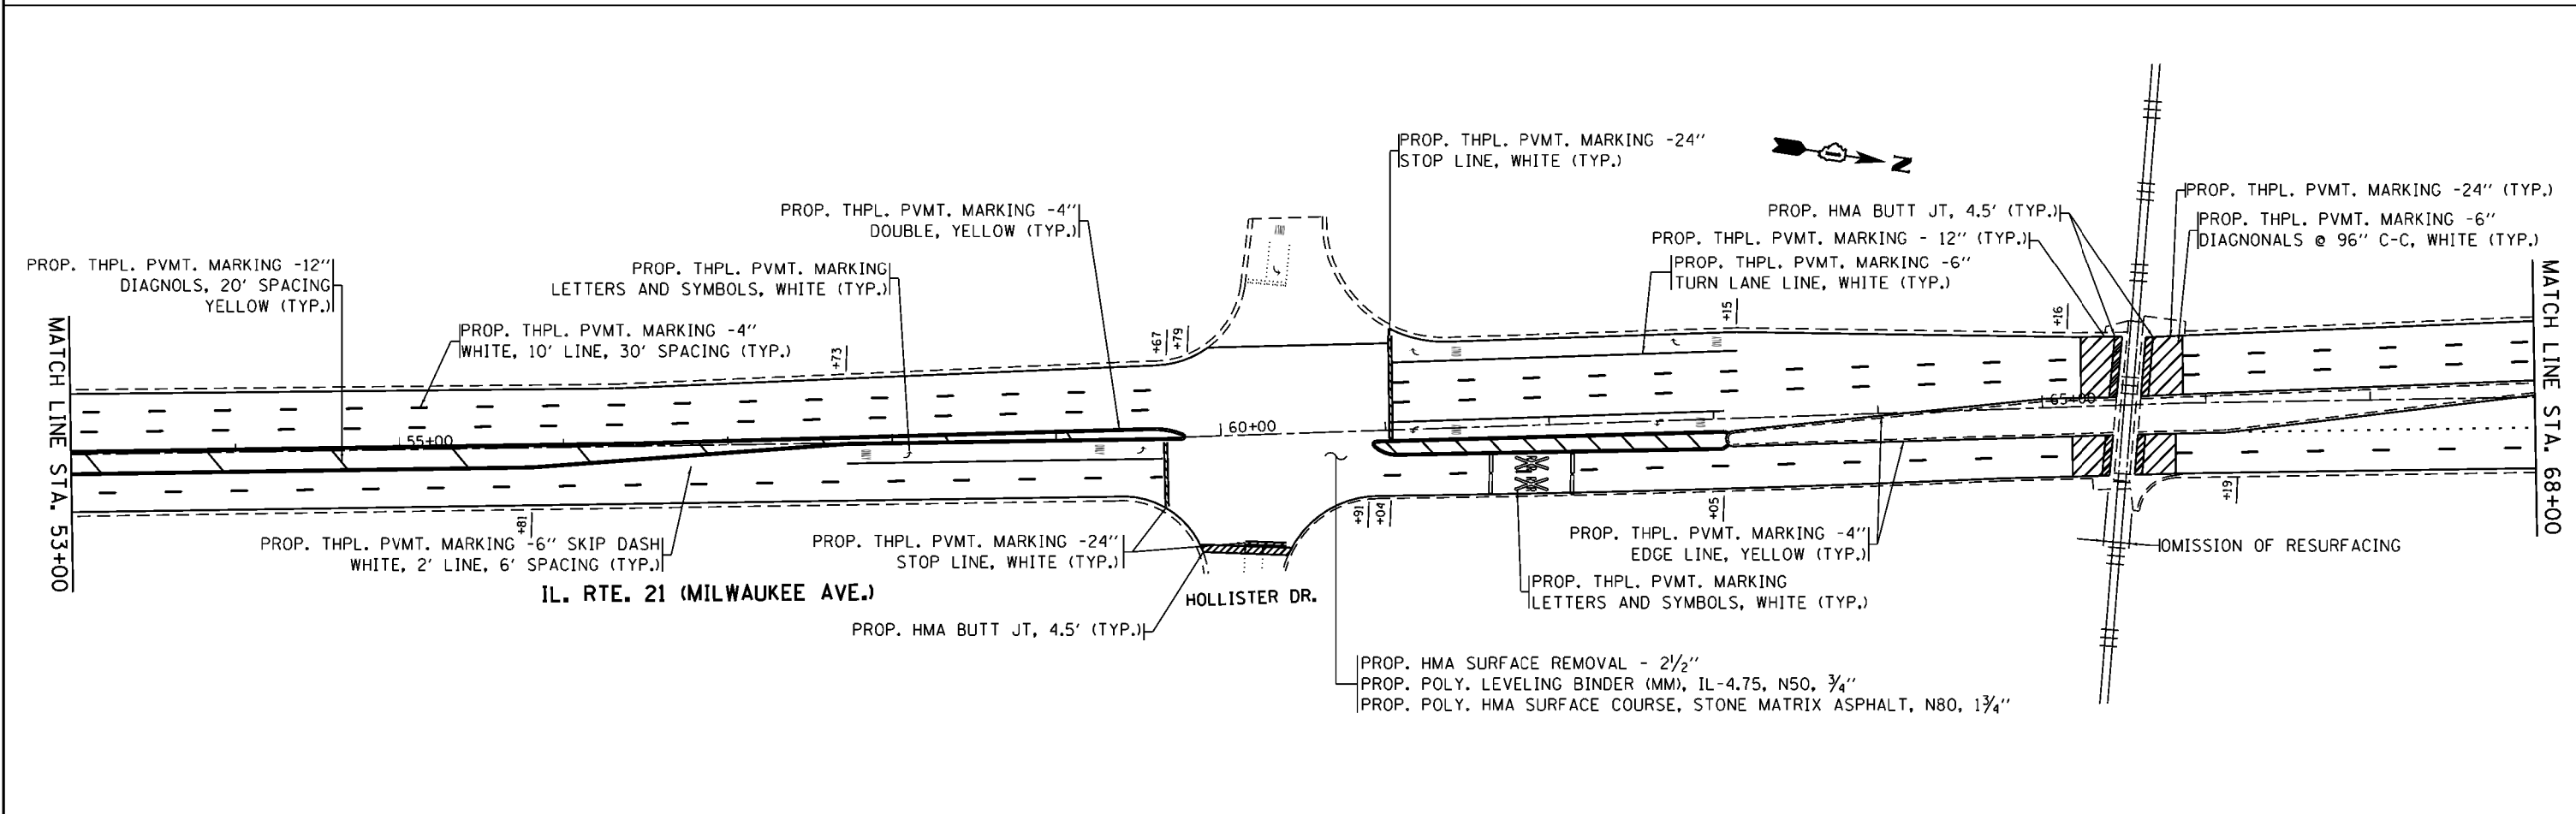 PROP. THPL. PVMT. MARKING -24"
STOP LINE, WHITE (TYP.)
N
PROP. THPL. PVMT. MARKING -24" (TYP.)
PROP. THPL. PVMT. MARKING -4"
DOUBLE, YELLOW (TYP.)
PROP. HMA BUTT JT, 4.5' (TYP.)
PROP. THPL. PVMT. MARKING -6"
DIAGNONALS @ 96" C-C, WHITE (TYP.)
PROP. THPL. PVMT. MARKING - 12" (TYP.)
PROP. THPL. PVMT. MARKING -12"
DIAGNOLS, 20' SPACING
YELLOW (TYP.)
PROP. THPL. PVMT. MARKING
LETTERS AND SYMBOLS, WHITE (TYP.)
PROP. THPL. PVMT. MARKING -6"
TURN LANE LINE, WHITE (TYP.)
PROP. THPL. PVMT. MARKING -4"
WHITE, 10' LINE, 30' SPACING (TYP.)
+73
+67
+79
+15
+16
MATCH LINE STA. 53+00
MATCH LINE STA. 68+00
55+00
60+00
65+00
ONLY
ONLY
ONLY
ONLY
+81
+91
+04
+05
+19
PROP. THPL. PVMT. MARKING -6" SKIP DASH
WHITE, 2' LINE, 6' SPACING (TYP.)
PROP. THPL. PVMT. MARKING -24"
STOP LINE, WHITE (TYP.)
PROP. THPL. PVMT. MARKING -4"
EDGE LINE, YELLOW (TYP.)
OMISSION OF RESURFACING
IL. RTE. 21 (MILWAUKEE AVE.)
HOLLISTER DR.
PROP. THPL. PVMT. MARKING
LETTERS AND SYMBOLS, WHITE (TYP.)
PROP. HMA BUTT JT, 4.5' (TYP.)
PROP. HMA SURFACE REMOVAL - 2½"
PROP. POLY. LEVELING BINDER (MM), IL-4.75, N50, ¾"
PROP. POLY. HMA SURFACE COURSE, STONE MATRIX ASPHALT, N80, 1¾"